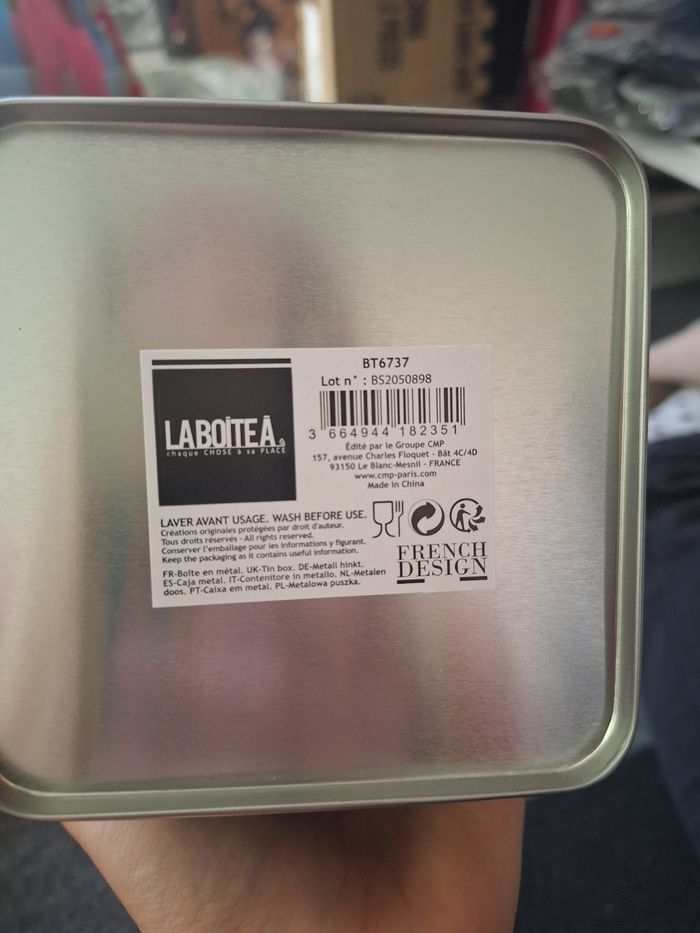 LABOÎTEÀ
chaque CHOSE à sa PLACE
BT6737
Lot n° : BS2050898
3 664944 182351
Édité par le Groupe CMP
157, avenue Charles Floquet - Bât 4C/4D
93150 Le Blanc-Mesnil - FRANCE
www.cmp-paris.com
Made in China
LAVER AVANT USAGE. WASH BEFORE USE.
Créations originales protégées par droit d'auteur.
Tous droits réservés - All rights reserved.
Conserver l'emballage pour les informations y figurant.
Keep the packaging as it contains useful information.
FR-Boîte en métal. UK-Tin box. DE-Metall hinkt.
ES-Caja metal. IT-Contenitore in metallo. NL-Metalen
doos. PT-Caixa em metal. PL-Metalowa puszka.
FRENCH
DESIGN